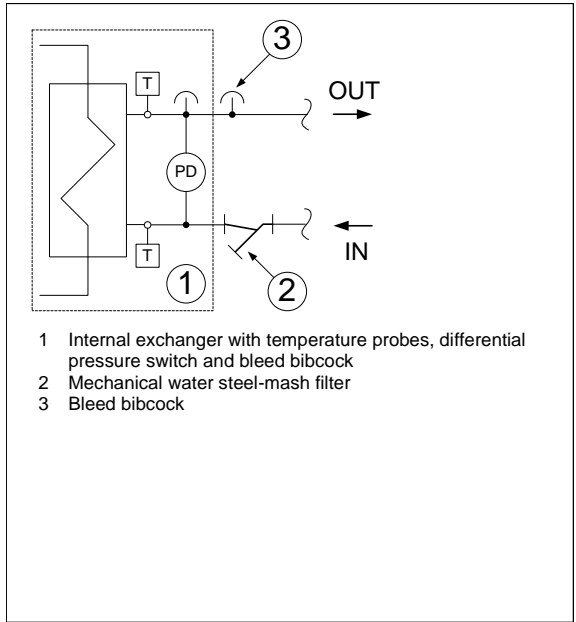 3
T
OUT
PD
IN
T
1
2
1 Internal exchanger with temperature probes, differential
pressure switch and bleed bibcock
2 Mechanical water steel-mash filter
3 Bleed bibcock